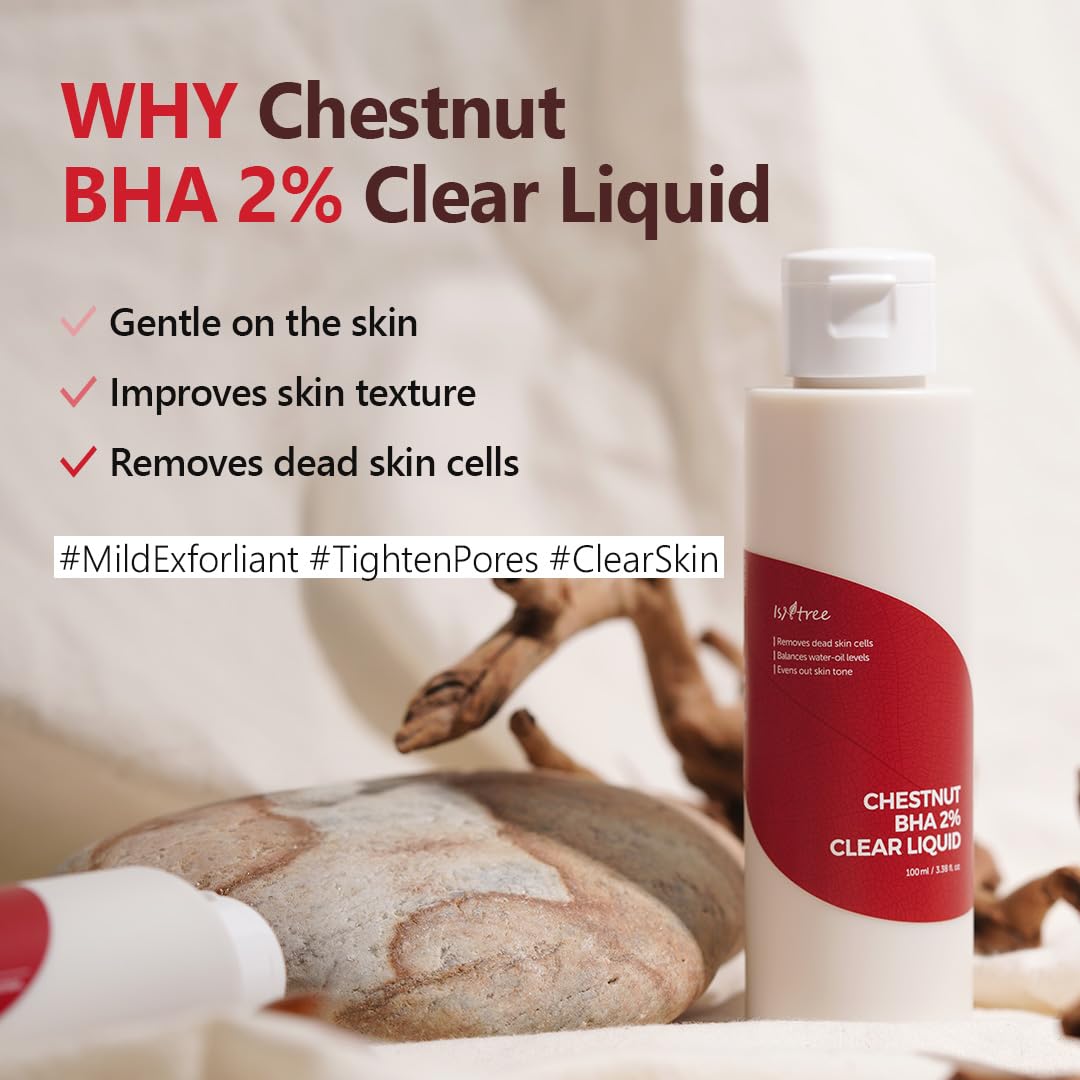 WHY Chestnut
BHA 2% Clear Liquid
Gentle on the skin
Improves skin texture
Removes dead skin cells
#MildExforliant #TightenPores #ClearSkin
IsNtree
Removes dead skin cells
Balances water-oil levels
Evens out skin tone
CHESTNUT
BHA 2%
CLEAR LIQUID
100ml / 3.38 fl. oz